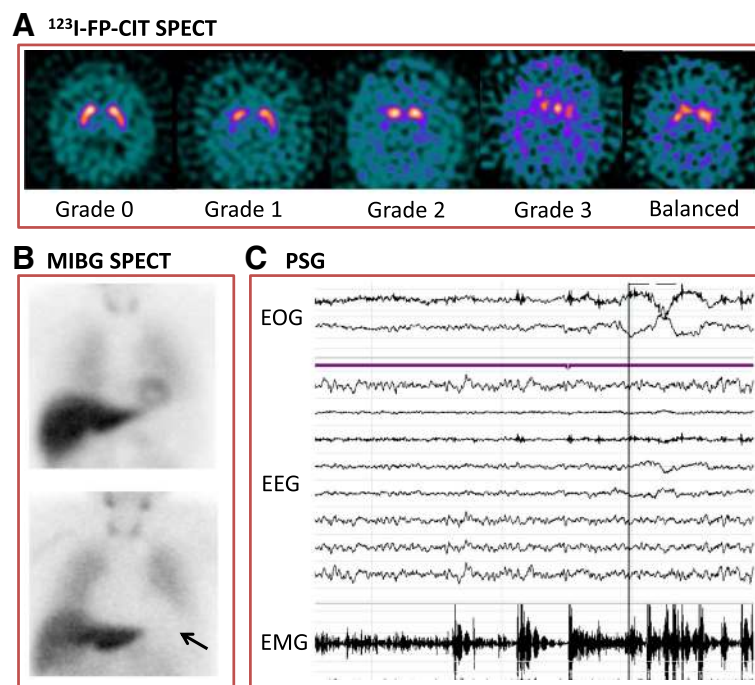 A ¹²³I-FP-CIT SPECT
Grade 0 Grade 1 Grade 2 Grade 3 Balanced
B MIBG SPECT
C PSG
EOG
EEG
EMG